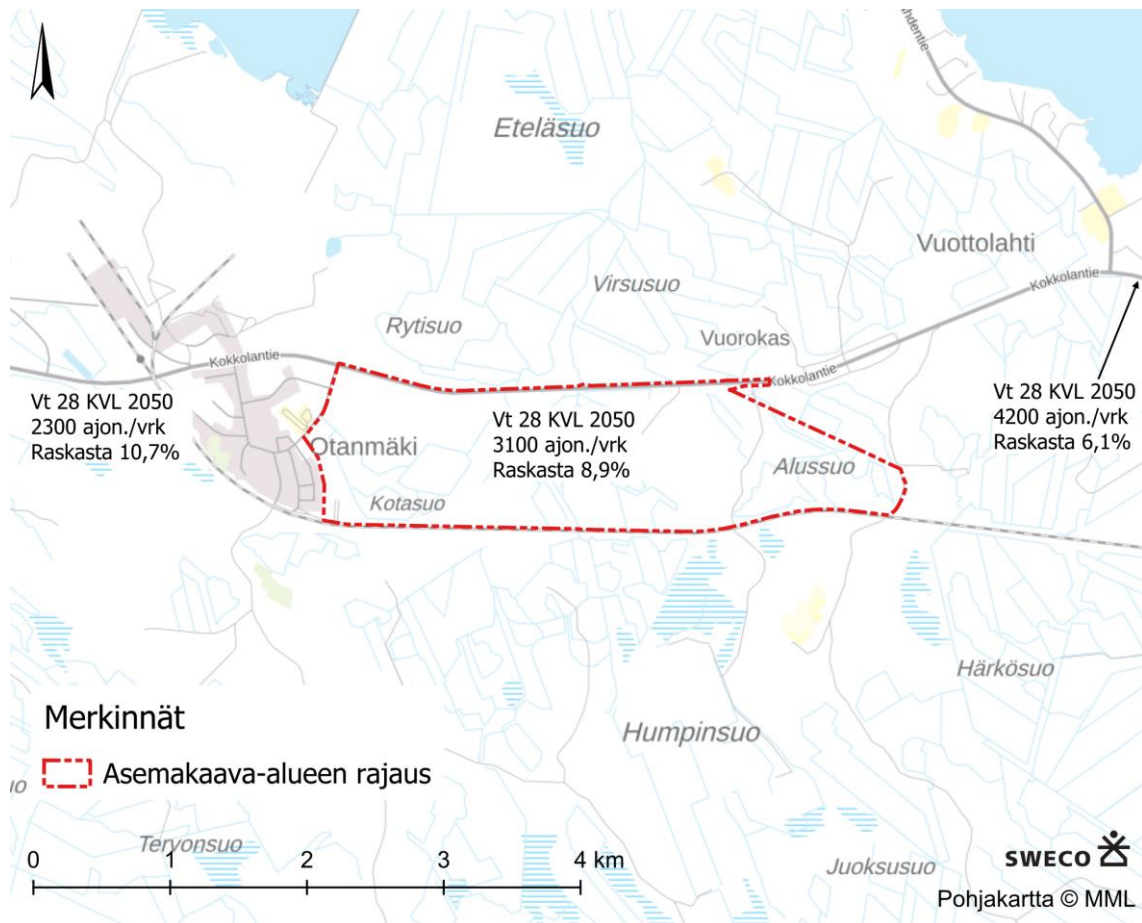 ahdentie
Eteläsuo
Vuottolahti
Kokkolantie
Virsusuo
Rytisuo
Vuorokas
Kokkolantie
Kokkolantie
Vt 28 KVL 2050
2300 ajon./vrk
Raskasta 10,7%
Vt 28 KVL 2050
3100 ajon./vrk
Raskasta 8,9%
Vt 28 KVL 2050
4200 ajon./vrk
Raskasta 6,1%
Otanmäki
Alussuo
Kotasuo
Härkösuo
Humpinsuo
Merkinnät
Asemakaava-alueen rajaus
uo
Tervonsuo
Juoksusuo
0 1 2 3 4 km
SWECO
Pohjakartta © MML